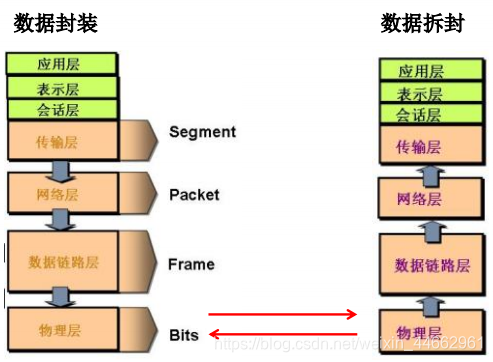 数据封装
应用层
表示层
会话层
传输层
Segment
网络层
Packet
数据链路层
Frame
物理层
Bits
数据拆封
应用层
表示层
会话层
传输层
网络层
数据链路层
物理层
https://blog.csdn.net/weixin_44662961